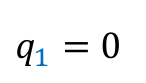 q₁ = 0